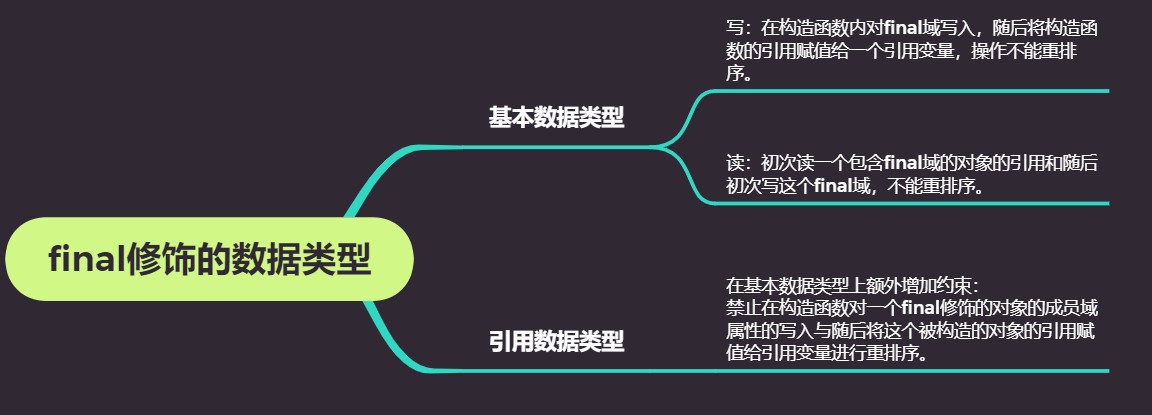 final修饰的数据类型
基本数据类型
写：在构造函数内对final域写入，随后将构造函
数的引用赋值给一个引用变量，操作不能重排
序。
读：初次读一个包含final域的对象的引用和随后
初次写这个final域，不能重排序。
引用数据类型
在基本数据类型上额外增加约束：
禁止在构造函数对一个final修饰的对象的成员域
属性的写入与随后将这个被构造的对象的引用赋
值给引用变量进行重排序。